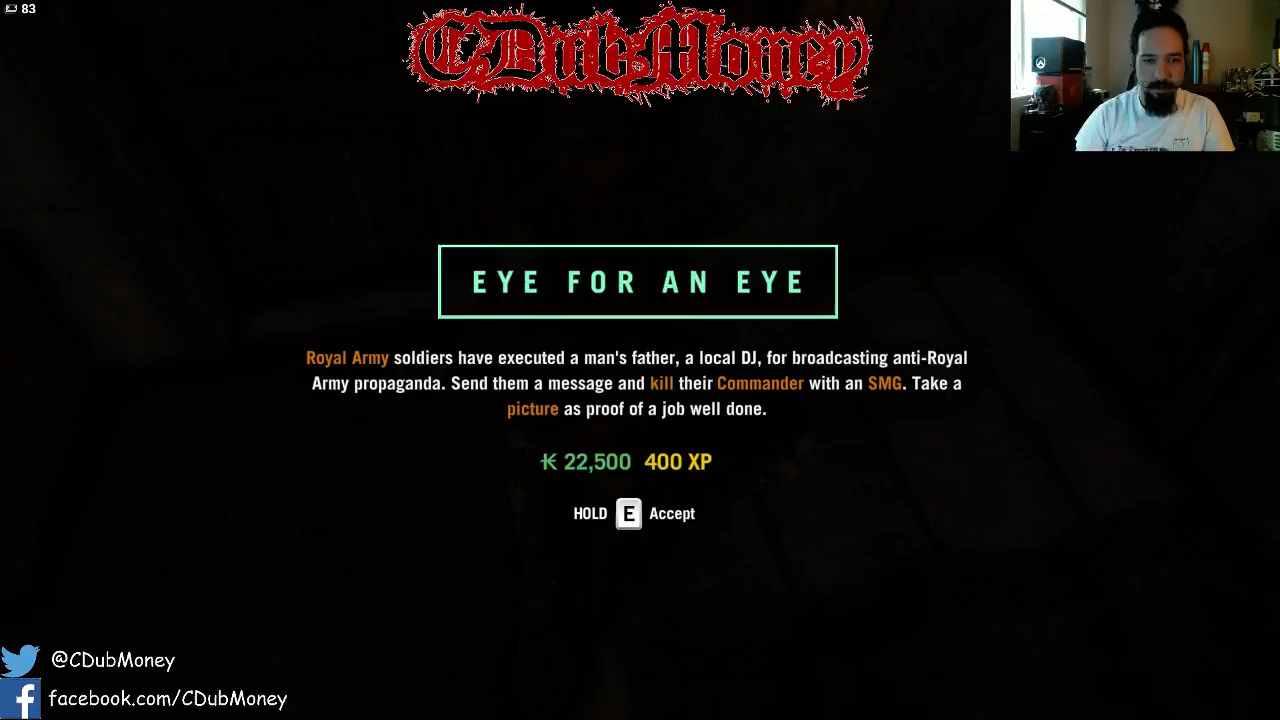 83
CDubMoney
EYE FOR AN EYE
Royal Army soldiers have executed a man's father, a local DJ, for broadcasting anti-Royal
Army propaganda. Send them a message and kill their Commander with an SMG. Take a
picture as proof of a job well done.
₭ 22,500 400 XP
HOLD E Accept
@CDubMoney
facebook.com/CDubMoney